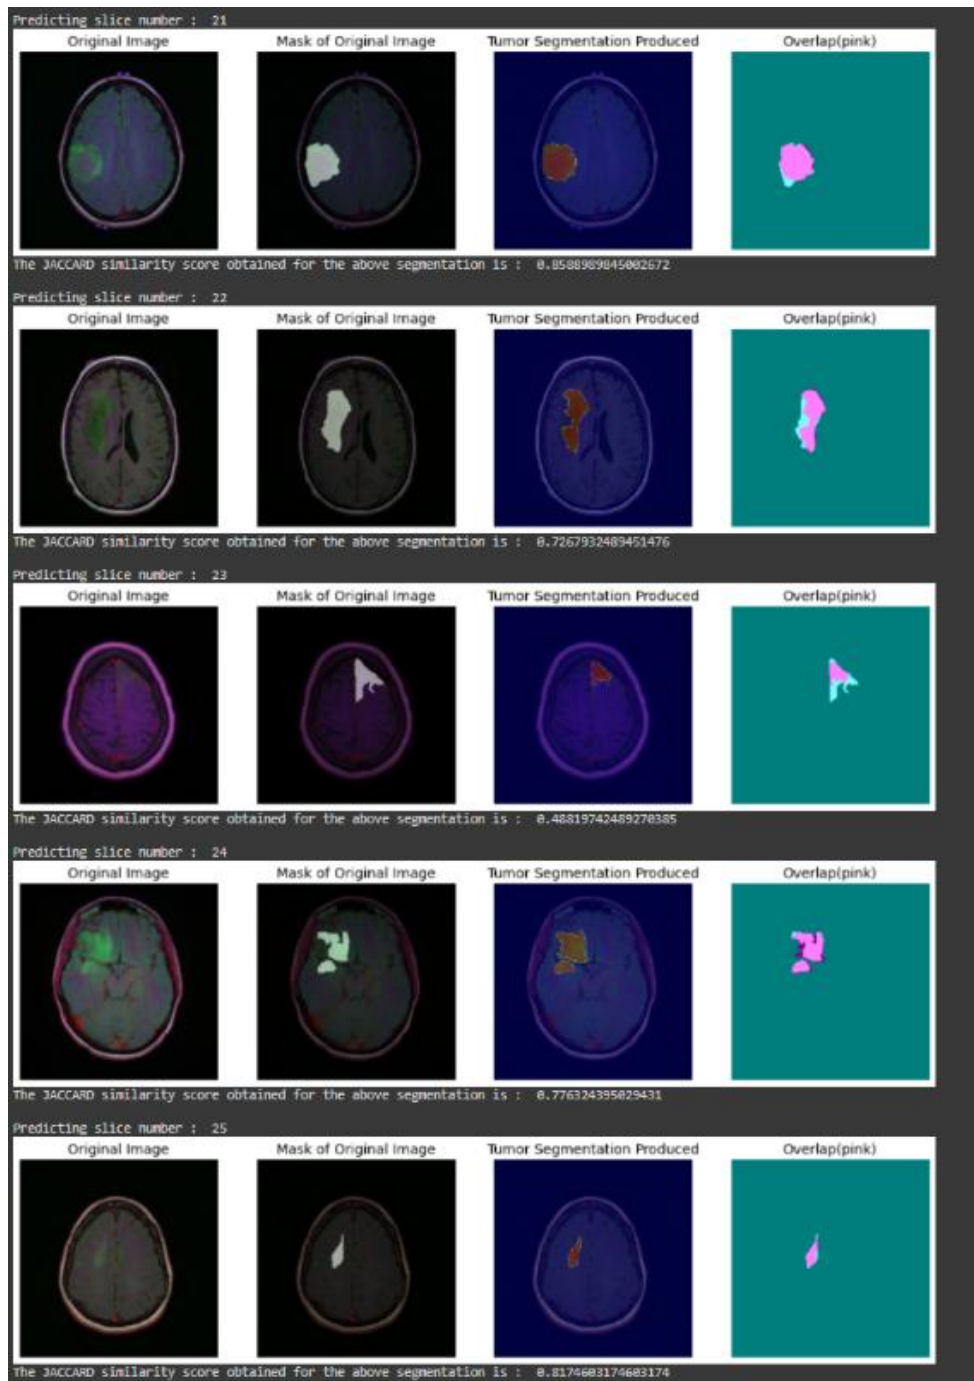 Predicting slice number : 21
Original Image Mask of Original Image Tumor Segmentation Produced Overlap(pink)
The JACCARD similarity score obtained for the above segmentation is : 0.8588989845002672
Predicting slice number : 22
Original Image Mask of Original Image Tumor Segmentation Produced Overlap(pink)
The JACCARD similarity score obtained for the above segmentation is : 0.7267932489451476
Predicting slice number : 23
Original Image Mask of Original Image Tumor Segmentation Produced Overlap(pink)
The JACCARD similarity score obtained for the above segmentation is : 0.48819742489270385
Predicting slice number : 24
Original Image Mask of Original Image Tumor Segmentation Produced Overlap(pink)
The JACCARD similarity score obtained for the above segmentation is : 0.776324395029431
Predicting slice number : 25
Original Image Mask of Original Image Tumor Segmentation Produced Overlap(pink)
The JACCARD similarity score obtained for the above segmentation is : 0.8174603174603174